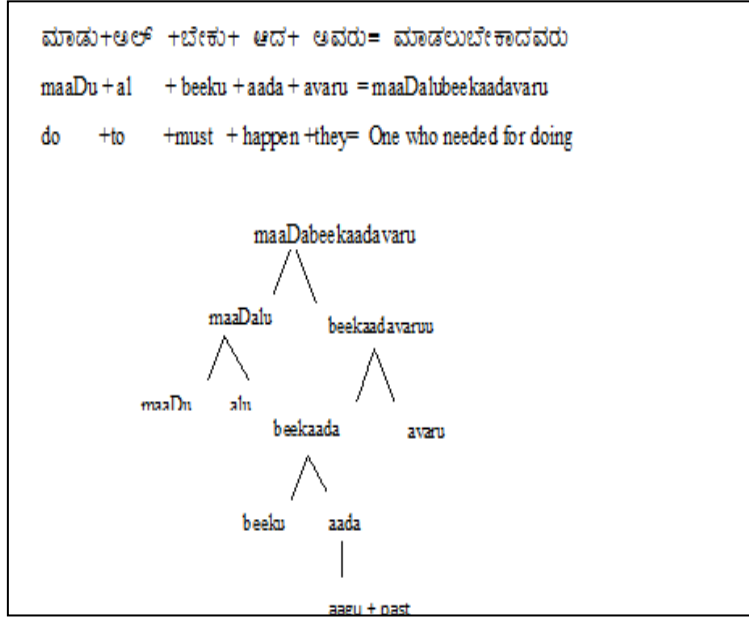 ಮಾಡು+ಅಲ್ +ಬೇಕು+ ಆದ+ ಅವರು= ಮಾಡಲುಬೇಕಾದವರು
maaDu + al + beeku + aada + avaru = maaDalubeekaadavaru
do +to +must + happen +they= One who needed for doing
maaDabeekaadavaru
maaDalu beekaadavaruu
maaDu alu
beekaada avaru
beeku aada
aagu + past